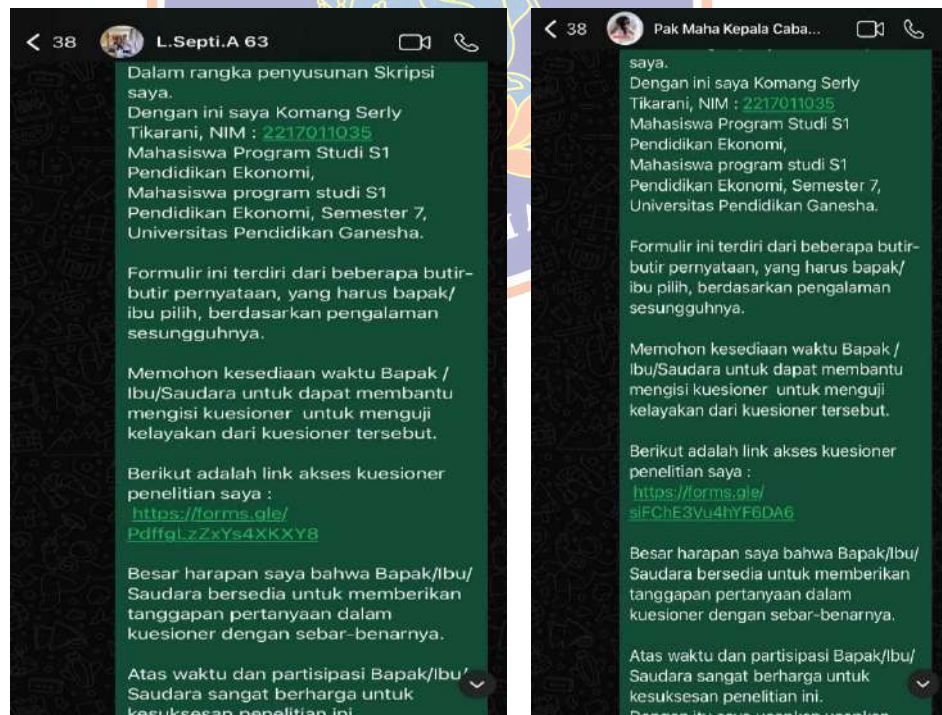 < 38
L.Septi.A 63
Dalam rangka penyusunan Skripsi
saya.
Dengan ini saya Komang Serly
Tikarani, NIM : 2217011035
Mahasiswa Program Studi S1
Pendidikan Ekonomi,
Mahasiswa program studi S1
Pendidikan Ekonomi, Semester 7,
Universitas Pendidikan Ganesha.
Formulir ini terdiri dari beberapa butir-
butir pernyataan, yang harus bapak/
ibu pilih, berdasarkan pengalaman
sesungguhnya.
Memohon kesediaan waktu Bapak /
Ibu/Saudara untuk dapat membantu
mengisi kuesioner untuk menguji
kelayakan dari kuesioner tersebut.
Berikut adalah link akses kuesioner
penelitian saya :
https://forms.gle/
PdffgLzZxYs4XKXY8
Besar harapan saya bahwa Bapak/Ibu/
Saudara bersedia untuk memberikan
tanggapan pertanyaan dalam
kuesioner dengan sebar-benarnya.
Atas waktu dan partisipasi Bapak/Ibu/
Saudara sangat berharga untuk
kesuksesan penelitian ini.
< 38
Pak Maha Kepala Caba...
saya.
Dengan ini saya Komang Serly
Tikarani, NIM : 2217011035
Mahasiswa Program Studi S1
Pendidikan Ekonomi,
Mahasiswa program studi S1
Pendidikan Ekonomi, Semester 7,
Universitas Pendidikan Ganesha.
Formulir ini terdiri dari beberapa butir-
butir pernyataan, yang harus bapak/
ibu pilih, berdasarkan pengalaman
sesungguhnya.
Memohon kesediaan waktu Bapak /
Ibu/Saudara untuk dapat membantu
mengisi kuesioner untuk menguji
kelayakan dari kuesioner tersebut.
Berikut adalah link akses kuesioner
penelitian saya :
https://forms.gle/
siFChE3Vu4hYF6DA6
Besar harapan saya bahwa Bapak/Ibu/
Saudara bersedia untuk memberikan
tanggapan pertanyaan dalam
kuesioner dengan sebar-benarnya.
Atas waktu dan partisipasi Bapak/Ibu/
Saudara sangat berharga untuk
kesuksesan penelitian ini.